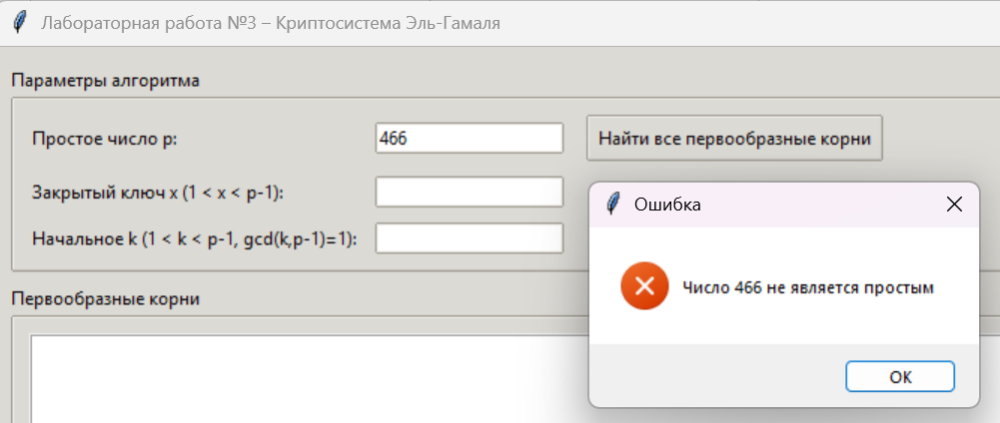 Лабораторная работа №3 – Криптосистема Эль-Гамаля
Параметры алгоритма
Простое число p:
466
Найти все первообразные корни
Закрытый ключ x (1 < x < p-1):
Начальное k (1 < k < p-1, gcd(k,p-1)=1):
Первообразные корни
Ошибка
Число 466 не является простым
ОК